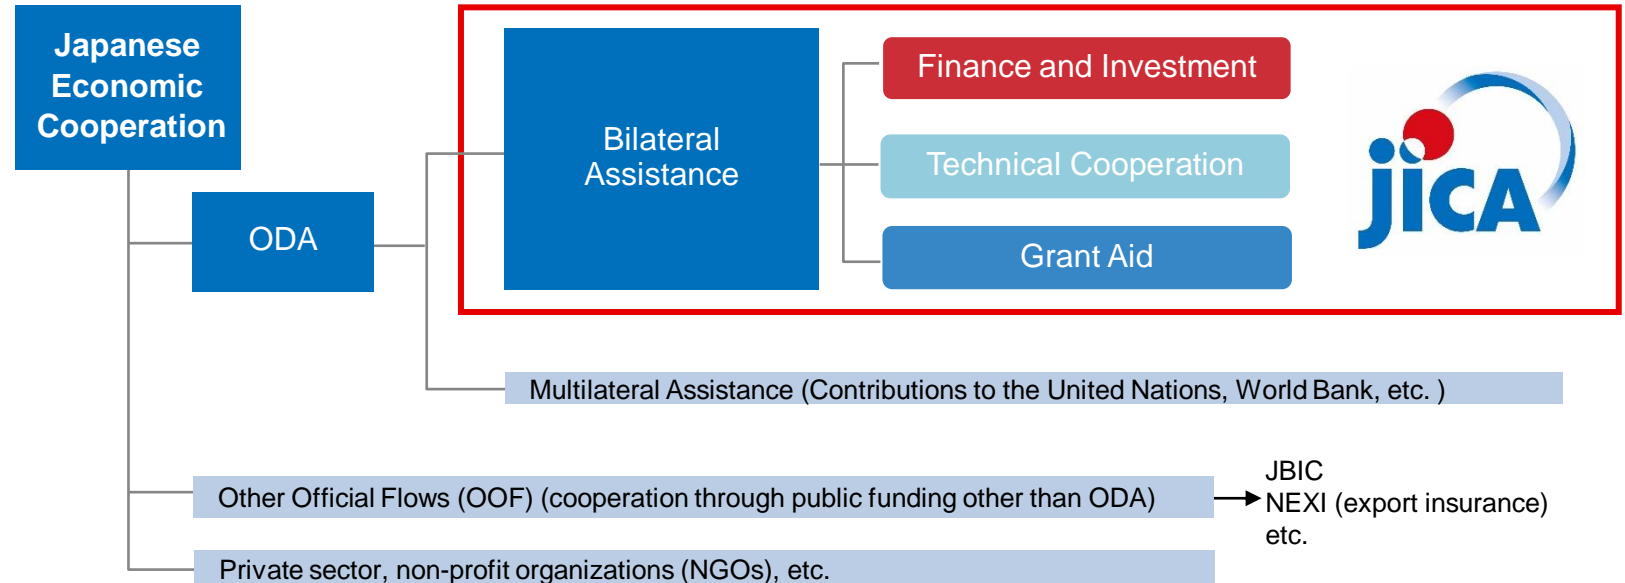 Japanese
Economic
Cooperation
ODA
Bilateral
Assistance
Finance and Investment
Technical Cooperation
Grant Aid
jICA
Multilateral Assistance (Contributions to the United Nations, World Bank, etc. )
Other Official Flows (OOF) (cooperation through public funding other than ODA)
JBIC
NEXI (export insurance)
etc.
Private sector, non-profit organizations (NGOs), etc.